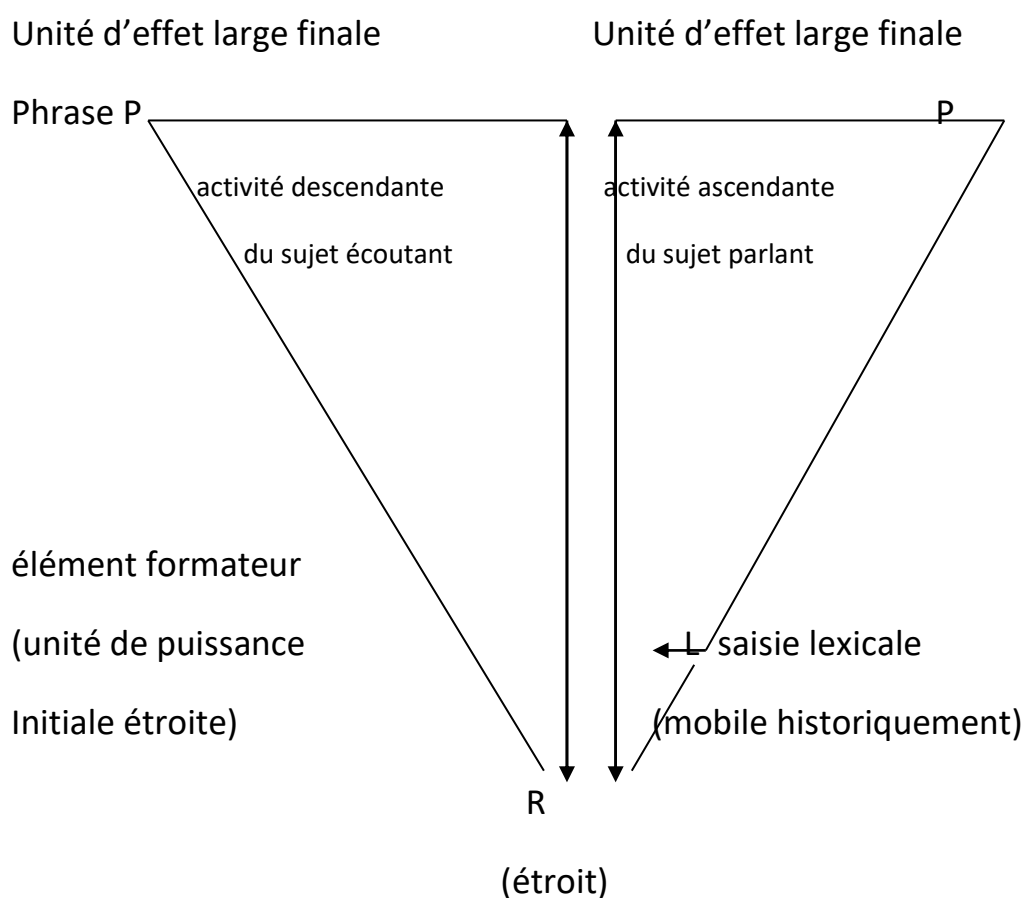 Unité d’effet large finale Unité d’effet large finale
Phrase P P
activité descendante activité ascendante
du sujet écoutant du sujet parlant
élément formateur
(unité de puissance L saisie lexicale
Initiale étroite) (mobile historiquement)
R
(étroit)